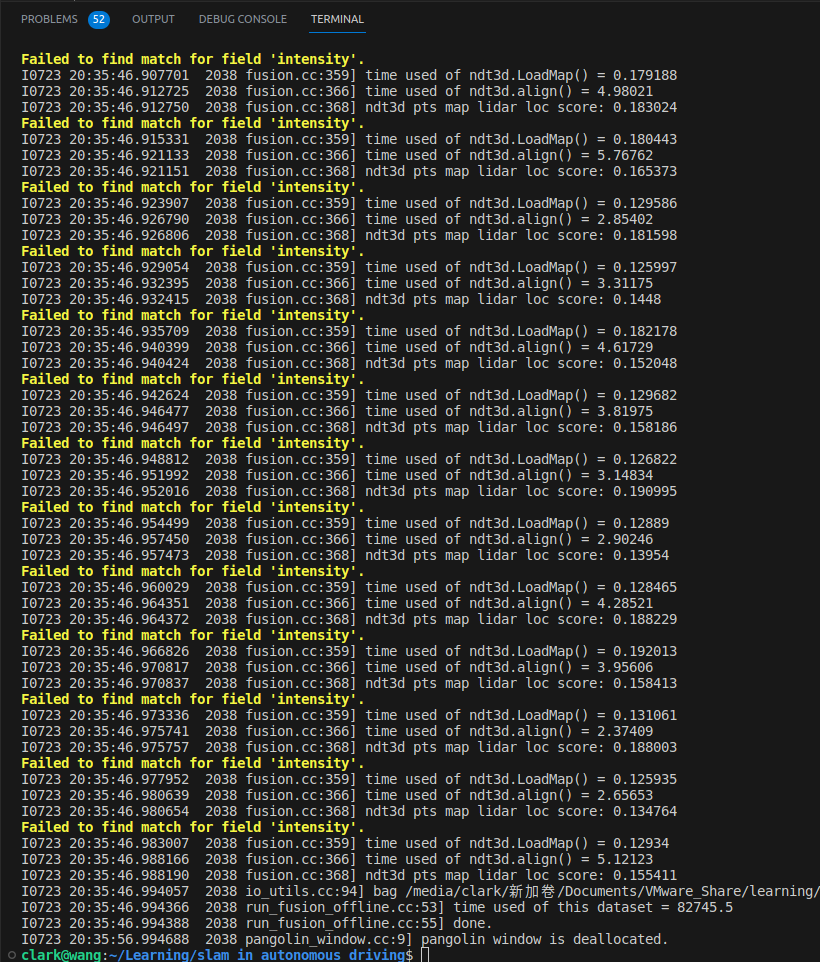 PROBLEMS 52 OUTPUT DEBUG CONSOLE TERMINAL
Failed to find match for field 'intensity'.
I0723 20:35:46.907701  2038 fusion.cc:359] time used of ndt3d.LoadMap() = 0.179188
I0723 20:35:46.912725  2038 fusion.cc:366] time used of ndt3d.align() = 4.98021
I0723 20:35:46.912750  2038 fusion.cc:368] ndt3d pts map lidar loc score: 0.183024
Failed to find match for field 'intensity'.
I0723 20:35:46.915331  2038 fusion.cc:359] time used of ndt3d.LoadMap() = 0.180443
I0723 20:35:46.921133  2038 fusion.cc:366] time used of ndt3d.align() = 5.76762
I0723 20:35:46.921151  2038 fusion.cc:368] ndt3d pts map lidar loc score: 0.165373
Failed to find match for field 'intensity'.
I0723 20:35:46.923907  2038 fusion.cc:359] time used of ndt3d.LoadMap() = 0.129586
I0723 20:35:46.926790  2038 fusion.cc:366] time used of ndt3d.align() = 2.85402
I0723 20:35:46.926806  2038 fusion.cc:368] ndt3d pts map lidar loc score: 0.181598
Failed to find match for field 'intensity'.
I0723 20:35:46.929054  2038 fusion.cc:359] time used of ndt3d.LoadMap() = 0.125997
I0723 20:35:46.932395  2038 fusion.cc:366] time used of ndt3d.align() = 3.31175
I0723 20:35:46.932415  2038 fusion.cc:368] ndt3d pts map lidar loc score: 0.1448
Failed to find match for field 'intensity'.
I0723 20:35:46.935709  2038 fusion.cc:359] time used of ndt3d.LoadMap() = 0.182178
I0723 20:35:46.940399  2038 fusion.cc:366] time used of ndt3d.align() = 4.61729
I0723 20:35:46.940424  2038 fusion.cc:368] ndt3d pts map lidar loc score: 0.152048
Failed to find match for field 'intensity'.
I0723 20:35:46.942624  2038 fusion.cc:359] time used of ndt3d.LoadMap() = 0.129682
I0723 20:35:46.946477  2038 fusion.cc:366] time used of ndt3d.align() = 3.81975
I0723 20:35:46.946497  2038 fusion.cc:368] ndt3d pts map lidar loc score: 0.158186
Failed to find match for field 'intensity'.
I0723 20:35:46.948812  2038 fusion.cc:359] time used of ndt3d.LoadMap() = 0.126822
I0723 20:35:46.951992  2038 fusion.cc:366] time used of ndt3d.align() = 3.14834
I0723 20:35:46.952016  2038 fusion.cc:368] ndt3d pts map lidar loc score: 0.190995
Failed to find match for field 'intensity'.
I0723 20:35:46.954499  2038 fusion.cc:359] time used of ndt3d.LoadMap() = 0.12889
I0723 20:35:46.957450  2038 fusion.cc:366] time used of ndt3d.align() = 2.90246
I0723 20:35:46.957473  2038 fusion.cc:368] ndt3d pts map lidar loc score: 0.13954
Failed to find match for field 'intensity'.
I0723 20:35:46.960029  2038 fusion.cc:359] time used of ndt3d.LoadMap() = 0.128465
I0723 20:35:46.964351  2038 fusion.cc:366] time used of ndt3d.align() = 4.28521
I0723 20:35:46.964372  2038 fusion.cc:368] ndt3d pts map lidar loc score: 0.188229
Failed to find match for field 'intensity'.
I0723 20:35:46.966826  2038 fusion.cc:359] time used of ndt3d.LoadMap() = 0.192013
I0723 20:35:46.970817  2038 fusion.cc:366] time used of ndt3d.align() = 3.95606
I0723 20:35:46.970837  2038 fusion.cc:368] ndt3d pts map lidar loc score: 0.158413
Failed to find match for field 'intensity'.
I0723 20:35:46.973336  2038 fusion.cc:359] time used of ndt3d.LoadMap() = 0.131061
I0723 20:35:46.975741  2038 fusion.cc:366] time used of ndt3d.align() = 2.37409
I0723 20:35:46.975757  2038 fusion.cc:368] ndt3d pts map lidar loc score: 0.188003
Failed to find match for field 'intensity'.
I0723 20:35:46.977952  2038 fusion.cc:359] time used of ndt3d.LoadMap() = 0.125935
I0723 20:35:46.980639  2038 fusion.cc:366] time used of ndt3d.align() = 2.65653
I0723 20:35:46.980654  2038 fusion.cc:368] ndt3d pts map lidar loc score: 0.134764
Failed to find match for field 'intensity'.
I0723 20:35:46.983007  2038 fusion.cc:359] time used of ndt3d.LoadMap() = 0.12934
I0723 20:35:46.988166  2038 fusion.cc:366] time used of ndt3d.align() = 5.12123
I0723 20:35:46.988190  2038 fusion.cc:368] ndt3d pts map lidar loc score: 0.155411
I0723 20:35:46.994057  2038 io_utils.cc:94] bag /media/clark/新加卷/Documents/VMware_Share/learning/
I0723 20:35:46.994366  2038 run_fusion_offline.cc:53] time used of this dataset = 82745.5
I0723 20:35:46.994388  2038 run_fusion_offline.cc:55] done.
I0723 20:35:56.994688  2038 pangolin_window.cc:9] pangolin window is deallocated.
clark@wang:~/Learning/slam in autonomous driving$